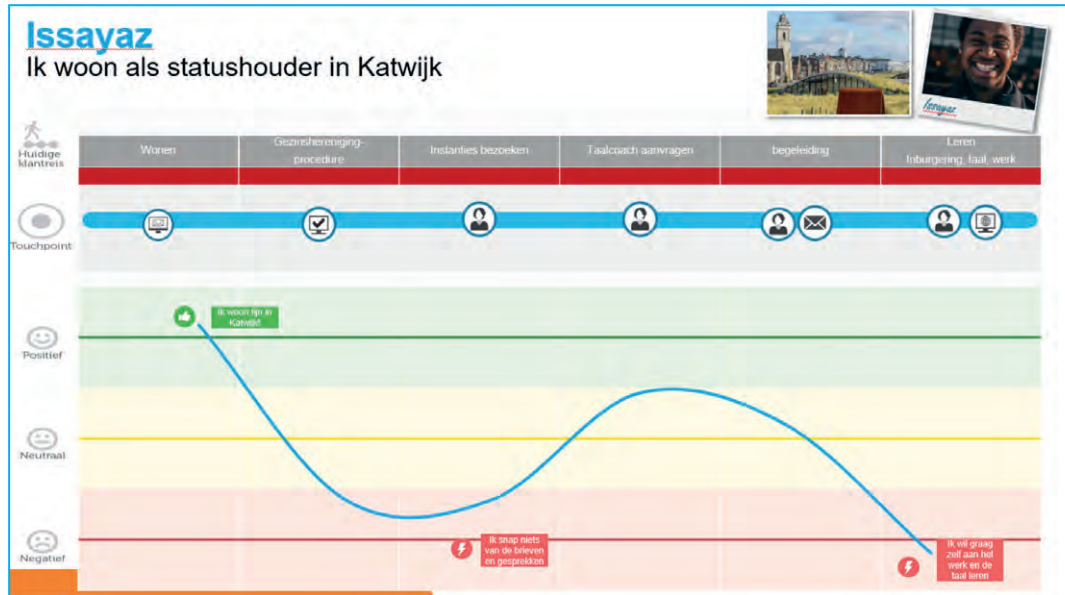 Issayaz
Ik woon als statushouder in Katwijk
Issayaz
Huidige
klantreis
Wonen
Gezinshereniging-
procedure
Instanties bezoeken
Taalcoach aanvragen
begeleiding
Leren
Inburgering, taal, werk
Touchpoint
Ik woon fijn in
Katwijk!
Positief
Neutraal
Negatief
Ik snap niets
van de brieven
en gesprekken
Ik wil graag
zelf aan het
werk en de
taal leren